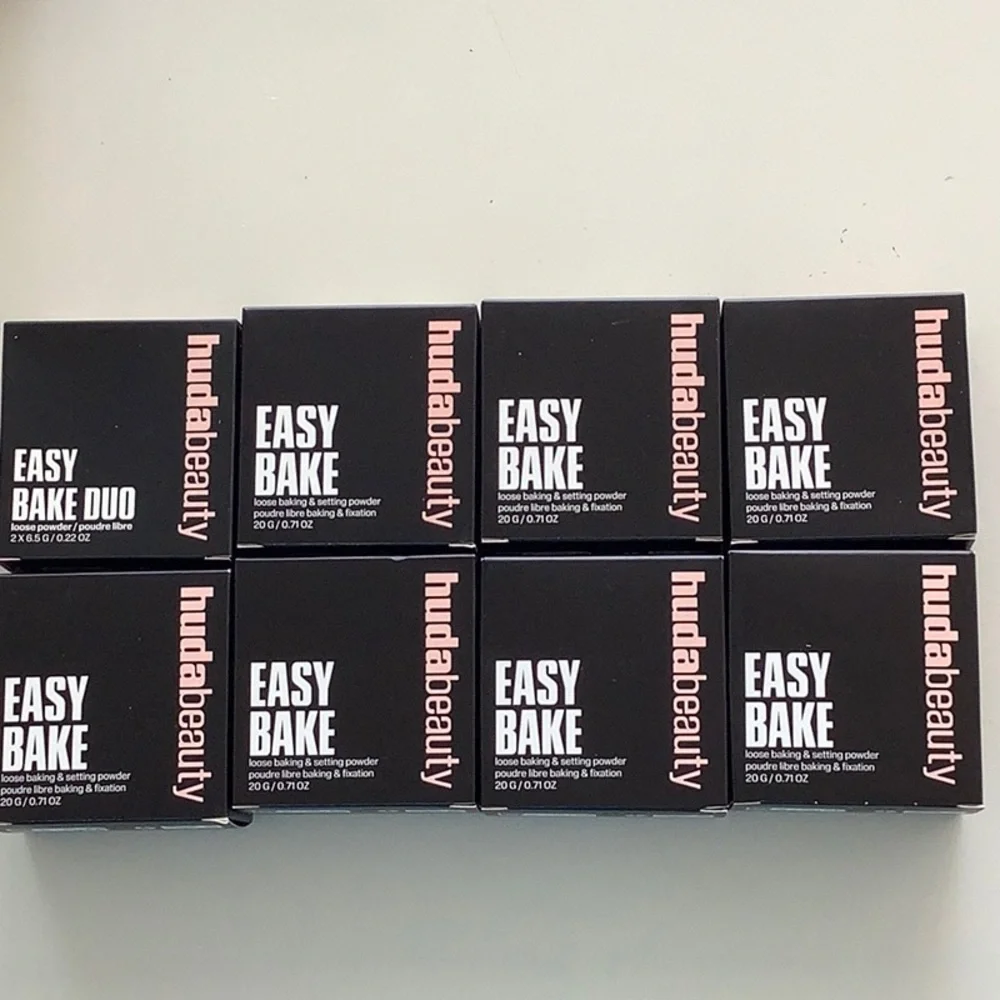 EASY
BAKE DUO
loose powder / poudre libre
2 X 6.5 G / 0.22 OZ
hudabeauty
EASY
BAKE
loose baking & setting powder
poudre libre baking & fixation
20 G / 0.71 OZ
hudabeauty
EASY
BAKE
loose baking & setting powder
poudre libre baking & fixation
20 G / 0.71 OZ
hudabeauty
EASY
BAKE
loose baking & setting powder
poudre libre baking & fixation
20 G / 0.71 OZ
hudabeauty
EASY
BAKE
loose baking & setting powder
poudre libre baking & fixation
20 G / 0.71 OZ
hudabeauty
EASY
BAKE
loose baking & setting powder
poudre libre baking & fixation
20 G / 0.71 OZ
hudabeauty
EASY
BAKE
loose baking & setting powder
poudre libre baking & fixation
20 G / 0.71 OZ
hudabeauty
EASY
BAKE
loose baking & setting powder
poudre libre baking & fixation
20 G / 0.71 OZ
hudabeauty